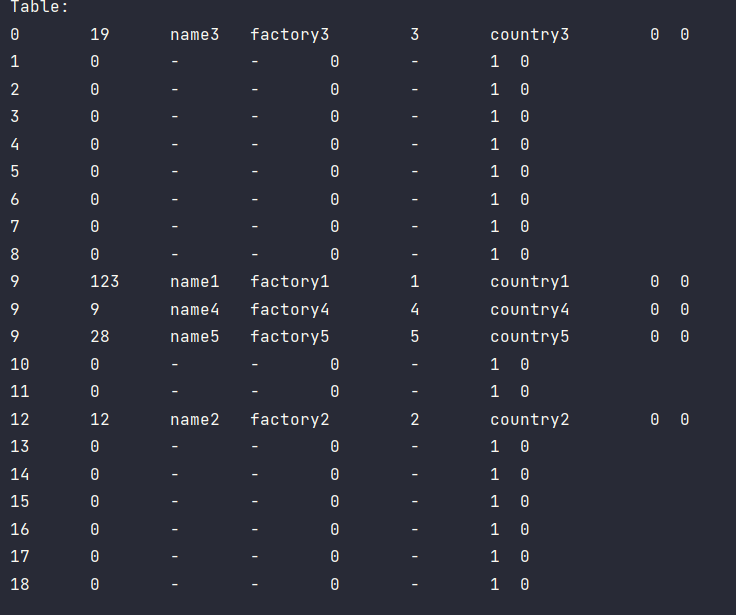 Table:
0 19 name3 factory3 3 country3 0 0
1 0 - - 0 - 1 0
2 0 - - 0 - 1 0
3 0 - - 0 - 1 0
4 0 - - 0 - 1 0
5 0 - - 0 - 1 0
6 0 - - 0 - 1 0
7 0 - - 0 - 1 0
8 0 - - 0 - 1 0
9 123 name1 factory1 1 country1 0 0
9 9 name4 factory4 4 country4 0 0
9 28 name5 factory5 5 country5 0 0
10 0 - - 0 - 1 0
11 0 - - 0 - 1 0
12 12 name2 factory2 2 country2 0 0
13 0 - - 0 - 1 0
14 0 - - 0 - 1 0
15 0 - - 0 - 1 0
16 0 - - 0 - 1 0
17 0 - - 0 - 1 0
18 0 - - 0 - 1 0